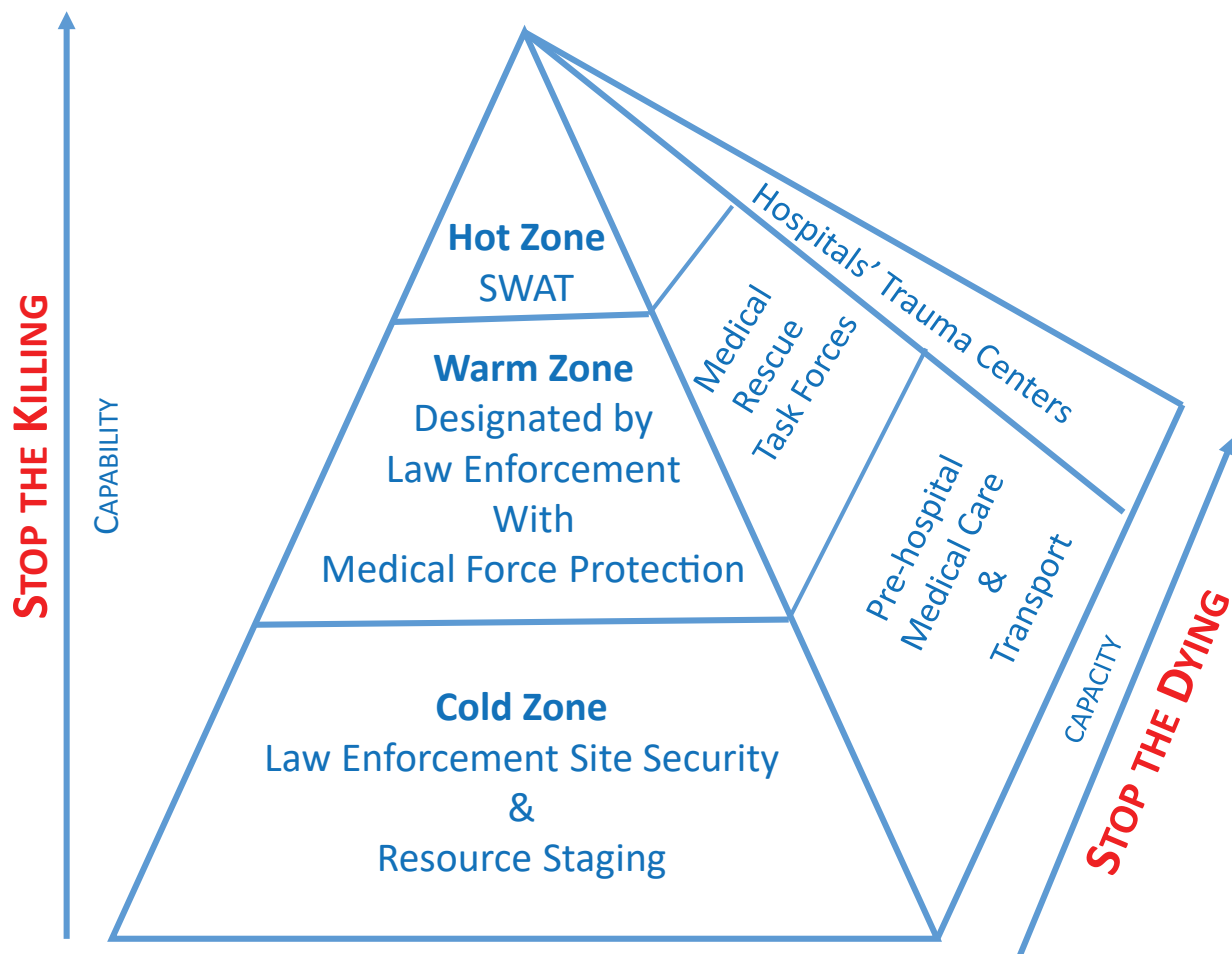 STOP THE KILLING
CAPABILITY
Hot Zone
SWAT
Warm Zone
Designated by
Law Enforcement
With
Medical Force Protection
Cold Zone
Law Enforcement Site Security
&
Resource Staging
Hospitals’ Trauma Centers
Medical
Rescue
Task Forces
Pre-hospital
Medical Care
&
Transport
CAPACITY
STOP THE DYING